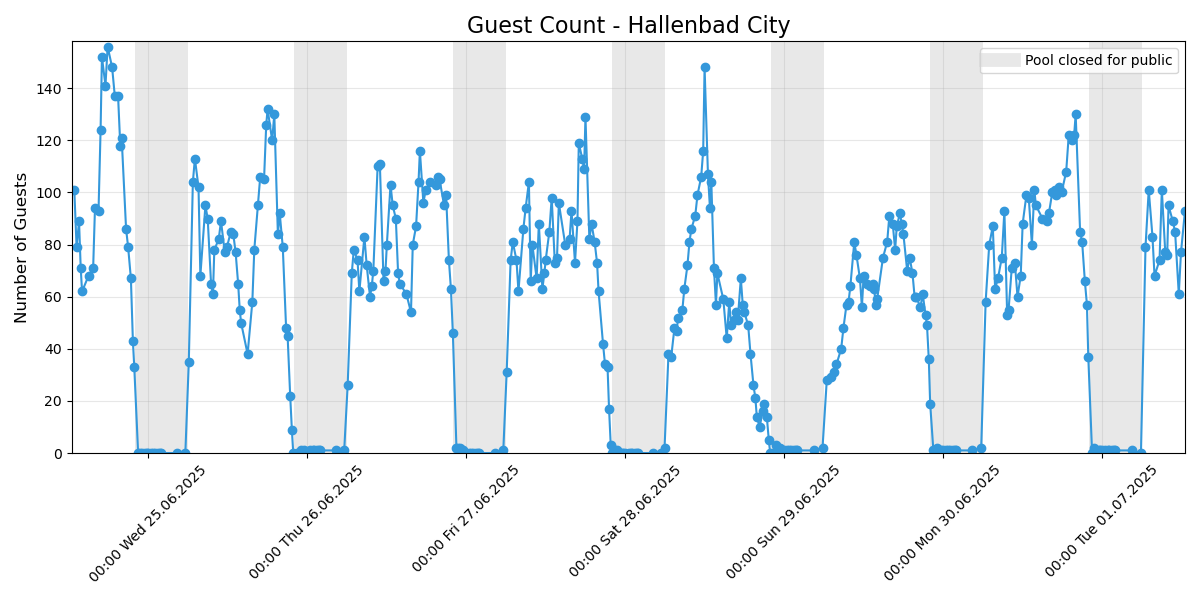 Guest Count - Hallenbad City
Pool closed for public
Number of Guests
140
120
100
80
60
40
20
0
00:00 Wed 25.06.2025
00:00 Thu 26.06.2025
00:00 Fri 27.06.2025
00:00 Sat 28.06.2025
00:00 Sun 29.06.2025
00:00 Mon 30.06.2025
00:00 Tue 01.07.2025